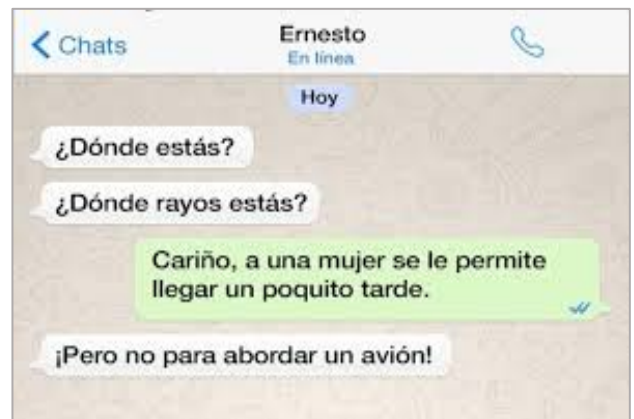 Chats
Ernesto
En línea
Hoy
¿Dónde estás?
¿Dónde rayos estás?
Cariño, a una mujer se le permite
llegar un poquito tarde.
¡Pero no para abordar un avión!